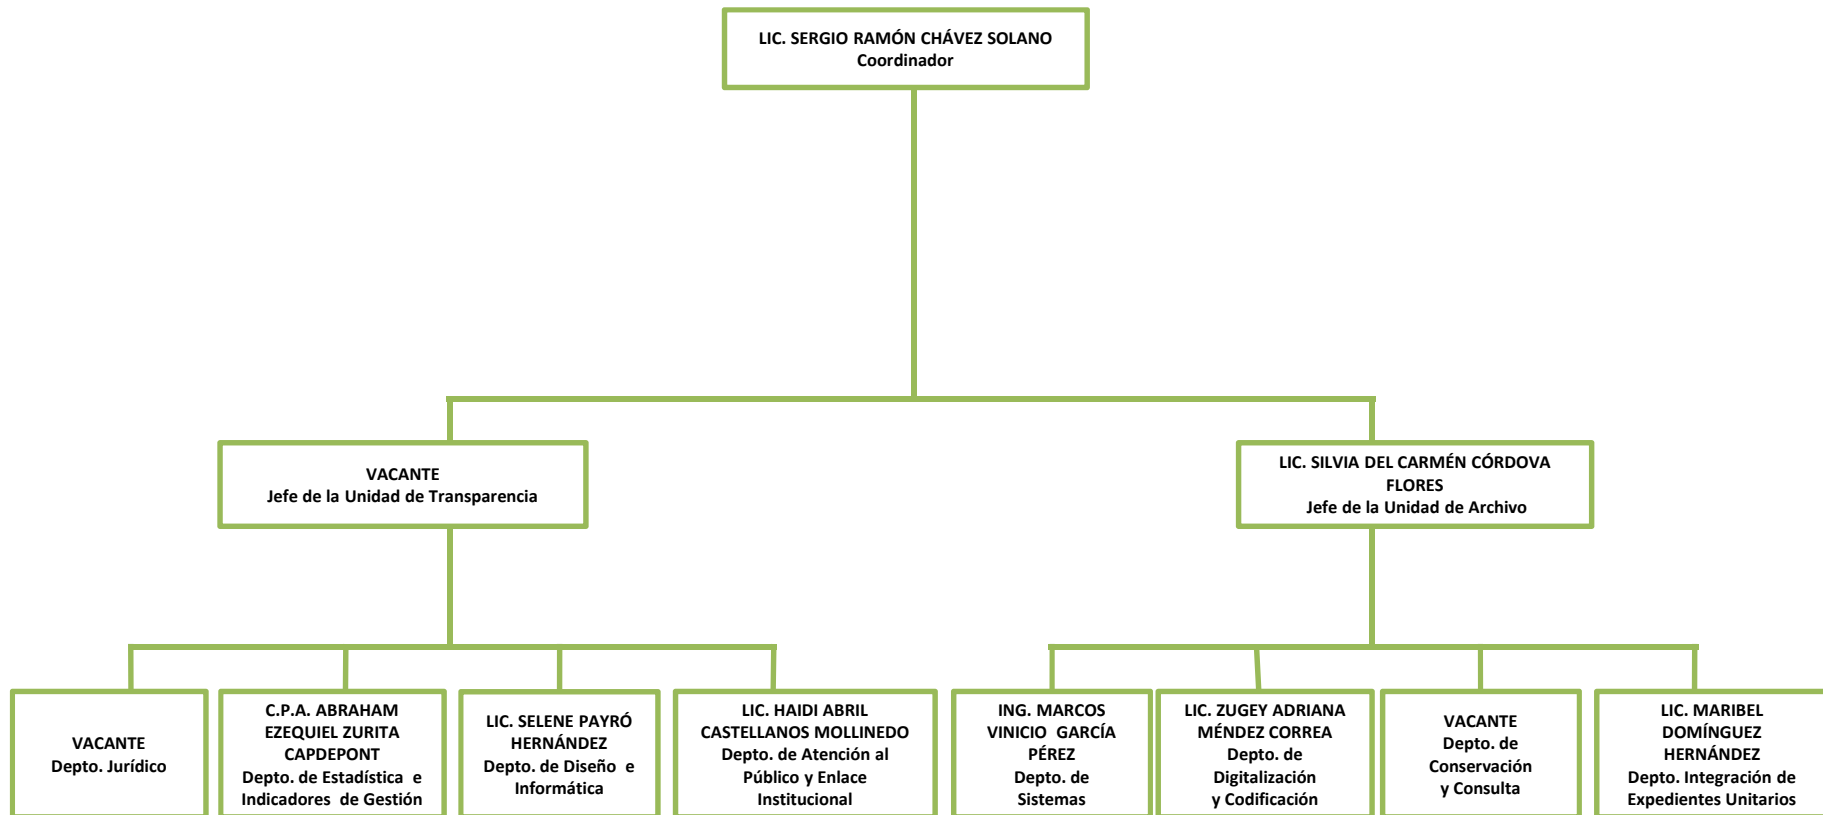 LIC. SERGIO RAMÓN CHÁVEZ SOLANO
Coordinador
VACANTE
Jefe de la Unidad de Transparencia
LIC. SILVIA DEL CARMÉN CÓRDOVA
FLORES
Jefe de la Unidad de Archivo
VACANTE
Depto. Jurídico
C.P.A. ABRAHAM
EZEQUIEL ZURITA
CAPDEPONT
Depto. de Estadística e
Indicadores de Gestión
LIC. SELENE PAYRÓ
HERNÁNDEZ
Depto. de Diseño e
Informática
LIC. HAIDI ABRIL
CASTELLANOS MOLLINEDO
Depto. de Atención al
Público y Enlace
Institucional
ING. MARCOS
VINICIO GARCÍA
PÉREZ
Depto. de
Sistemas
LIC. ZUGEY ADRIANA
MÉNDEZ CORREA
Depto. de
Digitalización
y Codificación
VACANTE
Depto. de
Conservación
y Consulta
LIC. MARIBEL
DOMÍNGUEZ
HERNÁNDEZ
Depto. Integración de
Expedientes Unitarios